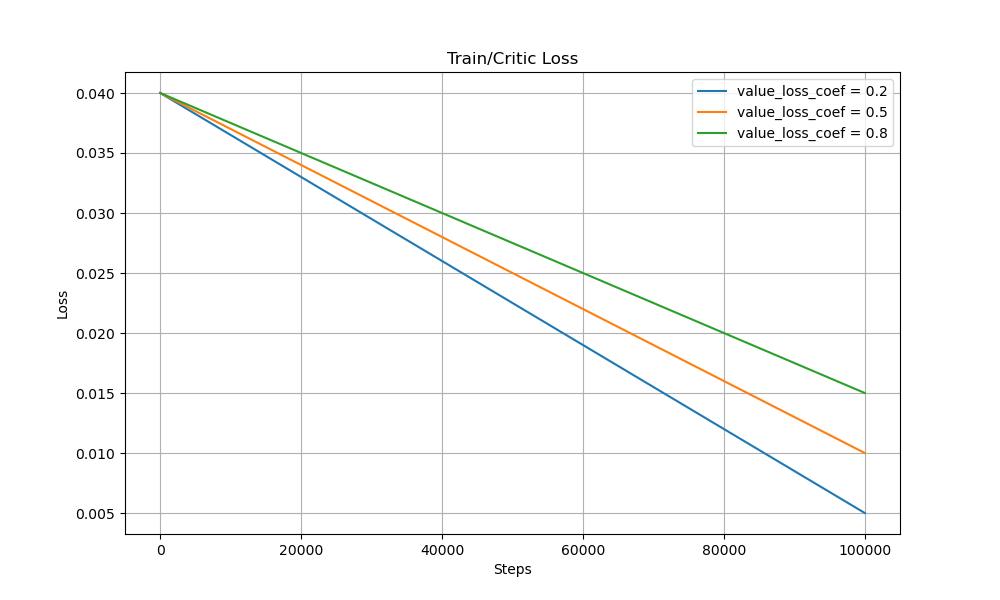 Train/Critic Loss
value_loss_coef = 0.2
value_loss_coef = 0.5
value_loss_coef = 0.8
Loss
0.040
0.035
0.030
0.025
0.020
0.015
0.010
0.005
0 20000 40000 60000 80000 100000
Steps